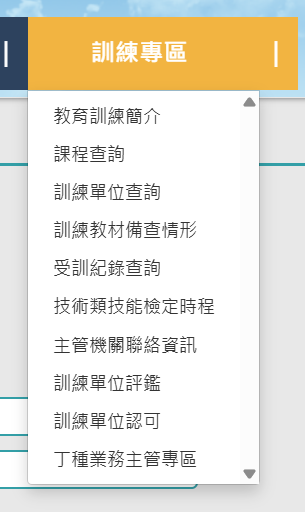 訓練專區
教育訓練簡介
課程查詢
訓練單位查詢
訓練教材備查情形
受訓紀錄查詢
技術類技能檢定時程
主管機關聯絡資訊
訓練單位評鑑
訓練單位認可
丁種業務主管專區